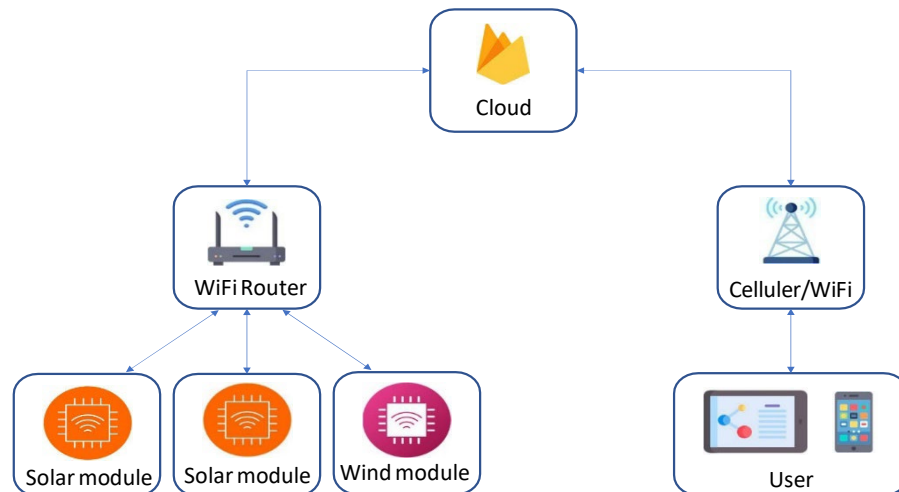 Cloud
WiFi Router
Celluler/WiFi
Solar module
Solar module
Wind module
User